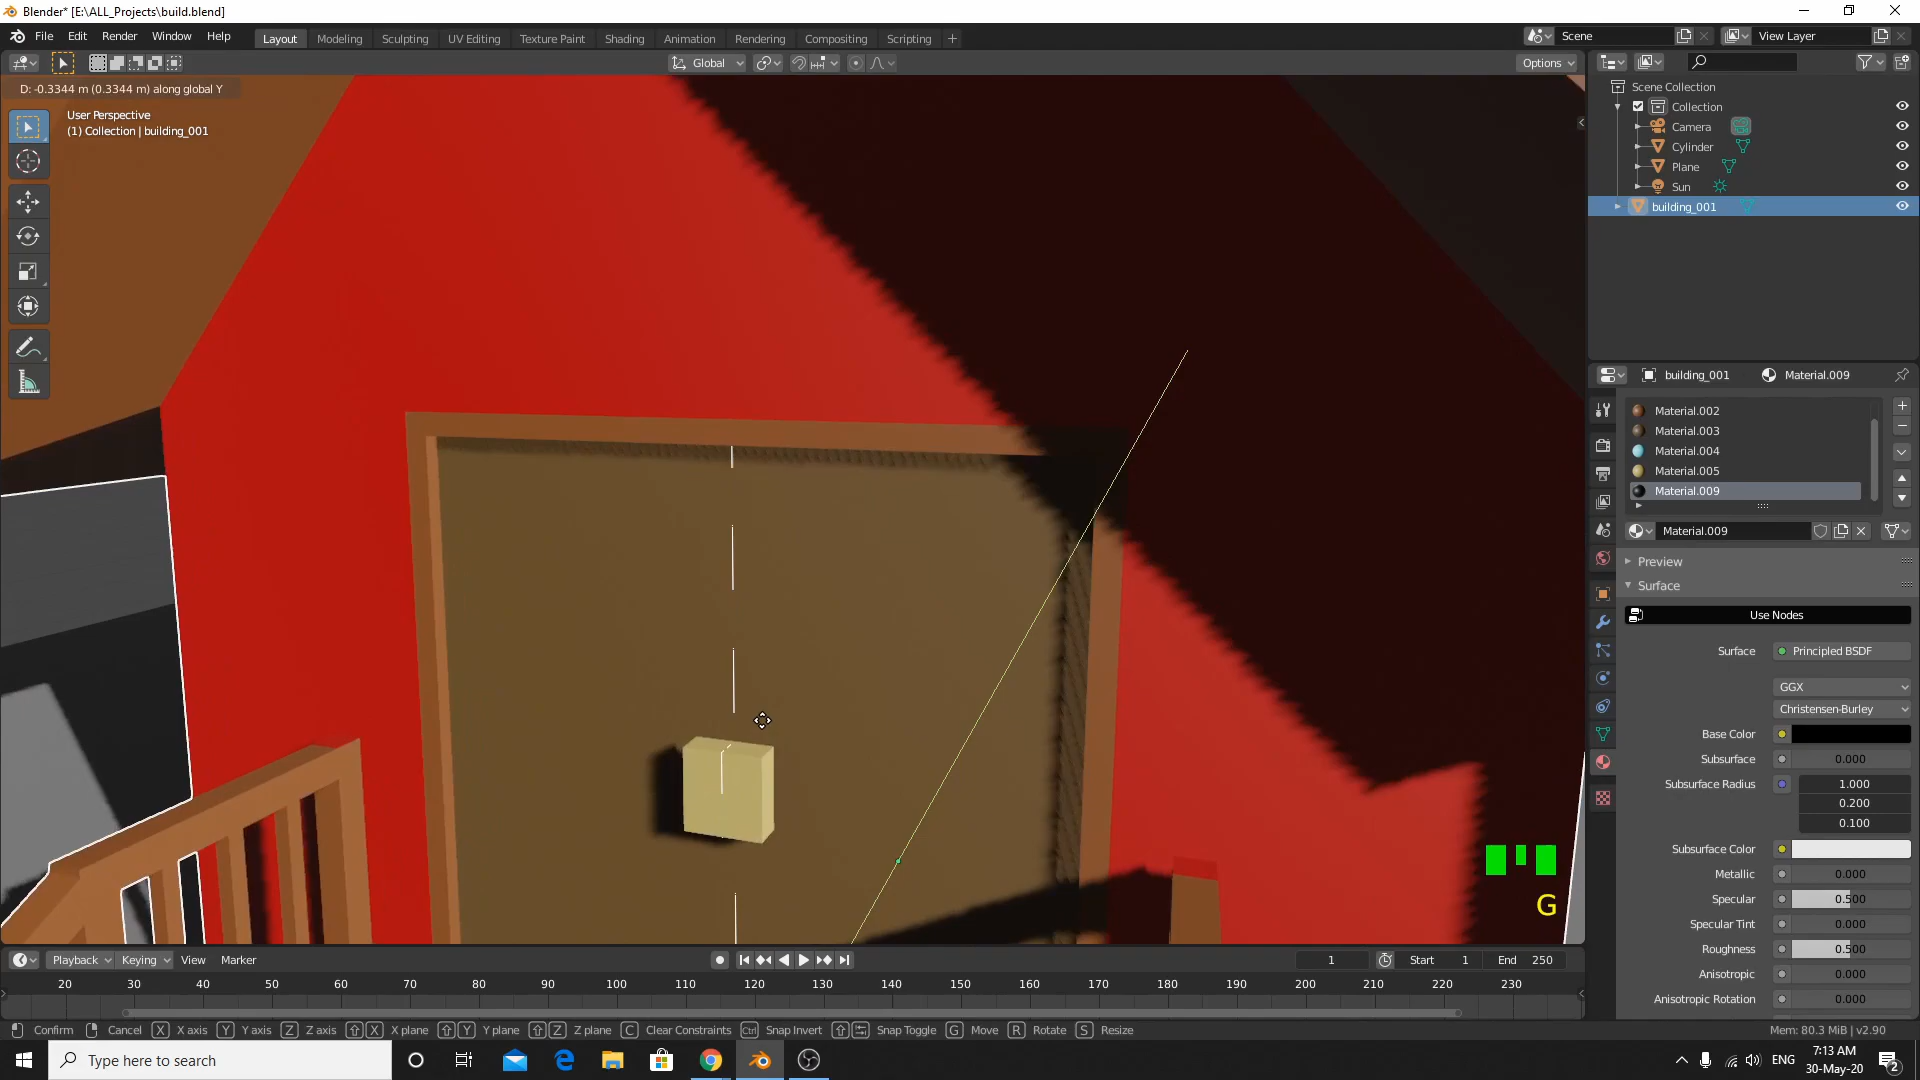 Blender* [E:\ALL_Projects\build.blend]
File Edit Render Window Help
Layout Modeling Sculpting UV Editing Texture Paint Shading Animation Rendering Compositing Scripting
Scene View Layer
Global Options
D: -0.3344 m (0.3344 m) along global Y
User Perspective
(1) Collection | building_001
Scene Collection
Collection
Camera
Cylinder
Plane
Sun
building_001
building_001 Material.009
Material.002
Material.003
Material.004
Material.005
Material.009
Material.009
Preview
Surface
Use Nodes
Surface Principled BSDF
GGX
Christensen-Burley
Base Color
Subsurface 0.000
Subsurface Radius 1.000
0.200
0.100
Subsurface Color
Metallic 0.000
Specular 0.500
Specular Tint 0.000
Roughness 0.500
Anisotropic 0.000
Anisotropic Rotation 0.000
G
Playback Keying View Marker
1 Start 1 End 250
20 30 40 50 60 70 80 90 100 110 120 130 140 150 160 170 180 190 200 210 220 230
Confirm Cancel X X axis Y Y axis Z Z axis X X plane Y Y plane Z Z plane C Clear Constraints Ctrl Snap Invert Snap Toggle G Move R Rotate S Resize
Mem: 80.3 MiB | v2.90
Type here to search
ENG
7:13 AM
30-May-20
2